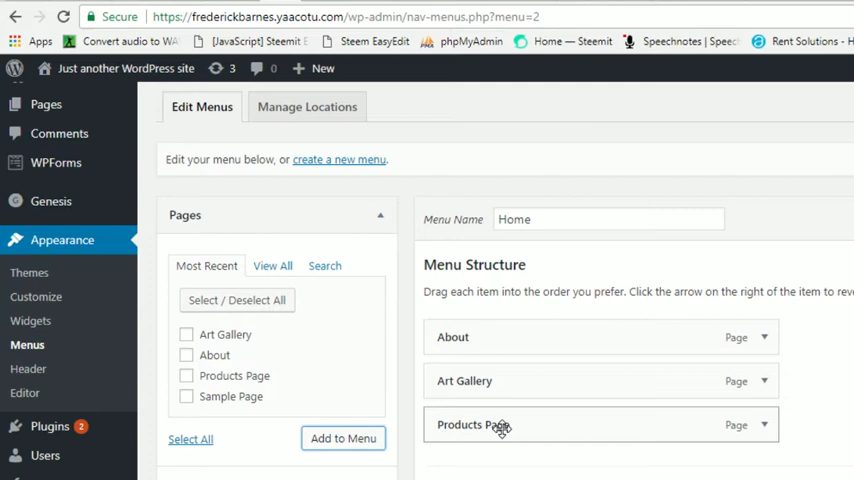 Secure https://frederickbarnes.yaacotu.com/wp-admin/nav-menus.php?menu=2
Apps Convert audio to WA [JavaScript] Steemit E Steem EasyEdit phpMyAdmin Home — Steemit Speechnotes | Speech Rent Solutions - Ho
Just another WordPress site 3 0 New
Pages
Comments
WPForms
Genesis
Appearance
Themes
Customize
Widgets
Menus
Header
Editor
Plugins 2
Users
Edit Menus Manage Locations
Edit your menu below, or create a new menu.
Pages
Most Recent View All Search
Select / Deselect All
Art Gallery
About
Products Page
Sample Page
Select All Add to Menu
Menu Name Home
Menu Structure
Drag each item into the order you prefer. Click the arrow on the right of the item to reve
About Page
Art Gallery Page
Products Page Page